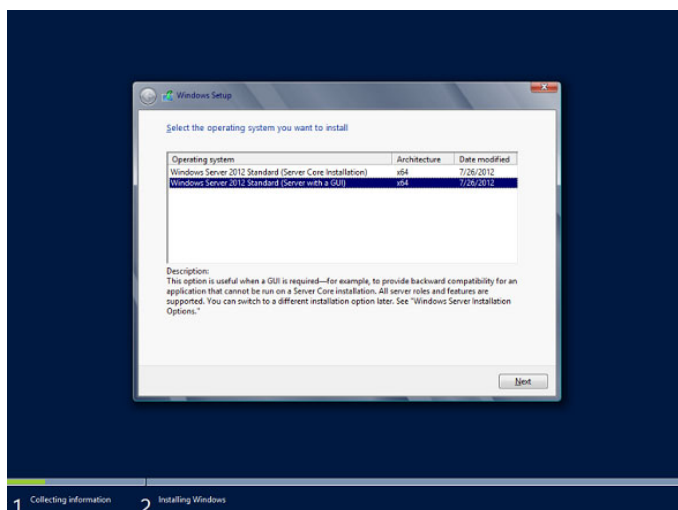 Windows Setup
Select the operating system you want to install
Operating system Architecture Date modified
Windows Server 2012 Standard (Server Core Installation) x64 7/26/2012
Windows Server 2012 Standard (Server with a GUI) x64 7/26/2012
Description:
This option is useful when a GUI is required—for example, to provide backward compatibility for an
application that cannot be run on a Server Core installation. All server roles and features are
supported. You can switch to a different installation option later. See "Windows Server Installation
Options."
Next
1 Collecting information 2 Installing Windows